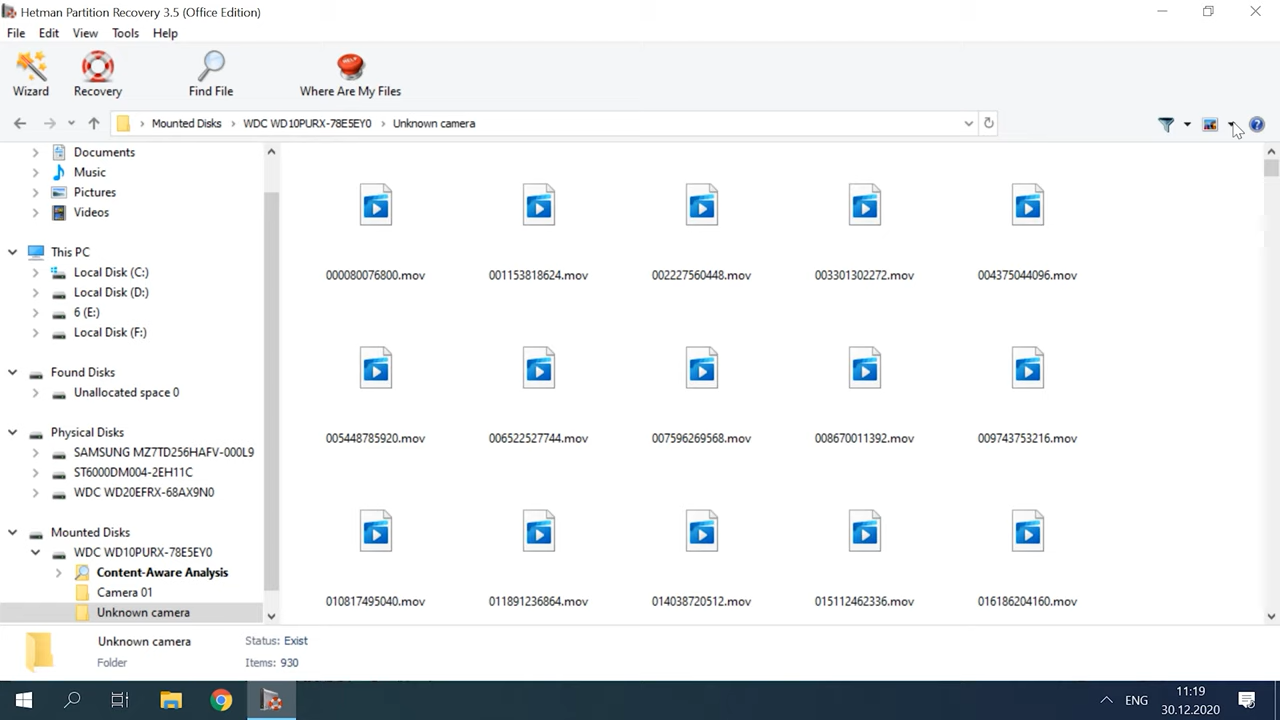 Hetman Partition Recovery 3.5 (Office Edition)
File Edit View Tools Help
Wizard Recovery Find File Where Are My Files
Mounted Disks WDC WD10PURX-78E5EY0 Unknown camera
Documents
Music
Pictures
Videos
This PC
Local Disk (C:)
Local Disk (D:)
6 (E:)
Local Disk (F:)
Found Disks
Unallocated space 0
Physical Disks
SAMSUNG MZ7TD256HAFV-000L9
ST6000DM004-2EH11C
WDC WD20EFRX-68AX9N0
Mounted Disks
WDC WD10PURX-78E5EY0
Content-Aware Analysis
Camera 01
Unknown camera
000080076800.mov 001153818624.mov 002227560448.mov 003301302272.mov 004375044096.mov
005448785920.mov 006522527744.mov 007596269568.mov 008670011392.mov 009743753216.mov
010817495040.mov 011891236864.mov 014038720512.mov 015112462336.mov 016186204160.mov
Unknown camera Status: Exist
Folder Items: 930
ENG 11:19
30.12.2020